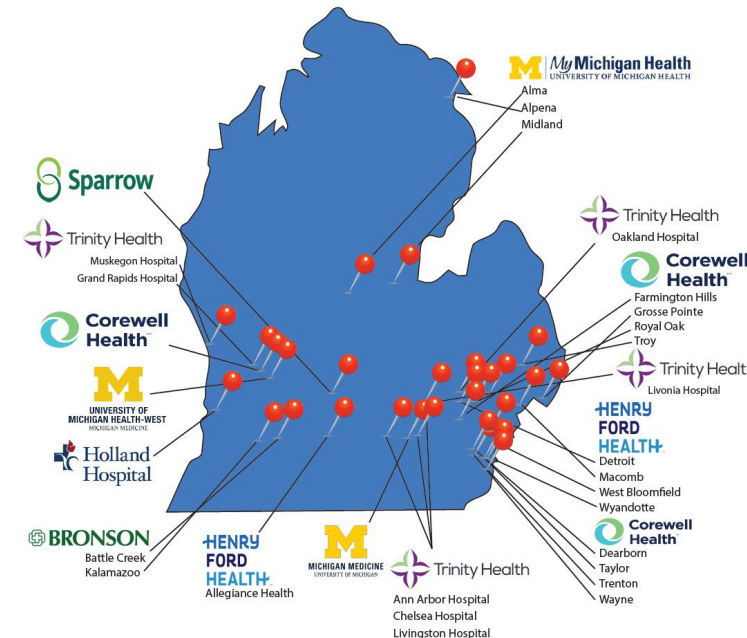 M | MyMichigan Health
UNIVERSITY OF MICHIGAN HEALTH
Alma
Alpena
Midland
Sparrow
Trinity Health
Muskegon Hospital
Grand Rapids Hospital
Trinity Health
Oakland Hospital
Corewell
Health™
Farmington Hills
Grosse Pointe
Royal Oak
Troy
Corewell
Health™
Trinity Healt
Livonia Hospital
M
UNIVERSITY OF
MICHIGAN HEALTH-WEST
MICHIGAN MEDICINE
HENRY
FORD
HEALTH
Detroit
Macomb
West Bloomfield
Wyandotte
Holland
Hospital
Corewell
Health
Dearborn
Taylor
Trenton
Wayne
BRONSON
Battle Creek
Kalamazoo
HENRY
FORD
HEALTH
Allegiance Health
M
MICHIGAN MEDICINE
UNIVERSITY OF MICHIGAN
Trinity Health
Ann Arbor Hospital
Chelsea Hospital
Livingston Hospital